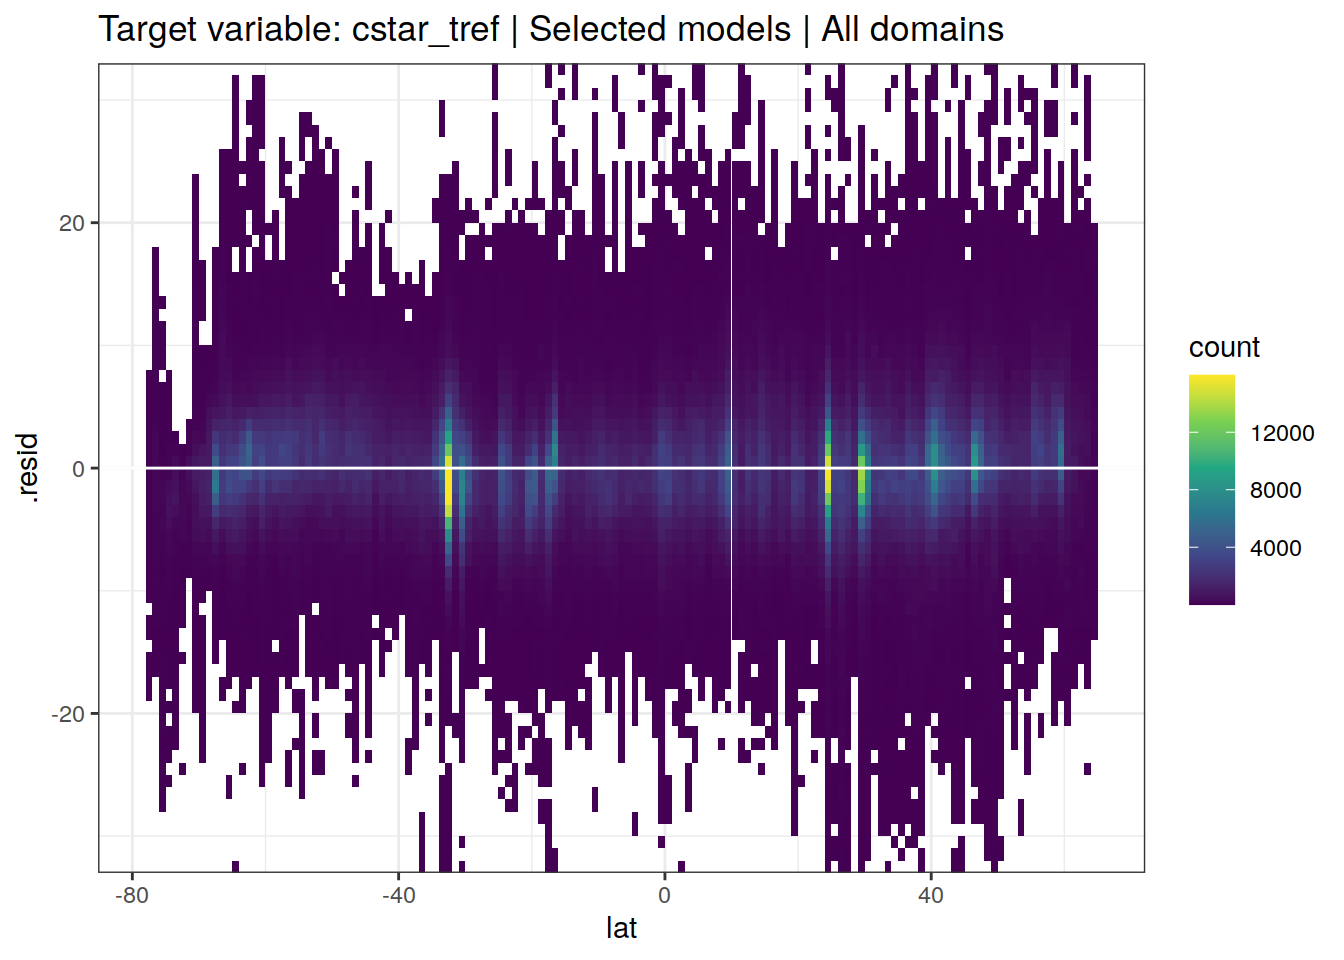 Target variable: cstar_tref | Selected models | All domains
.resid
20
0
-20
-80
-40
0
40
lat
count
12000
8000
4000